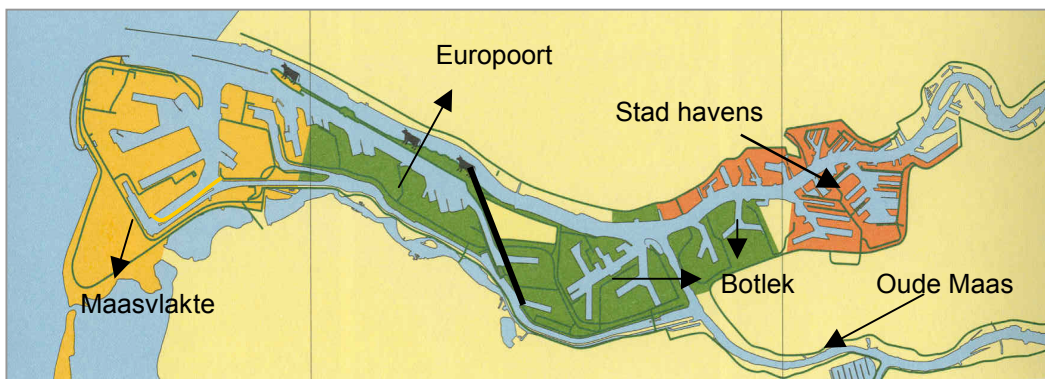 Europoort
Stad havens
Maasvlakte
Botlek
Oude Maas